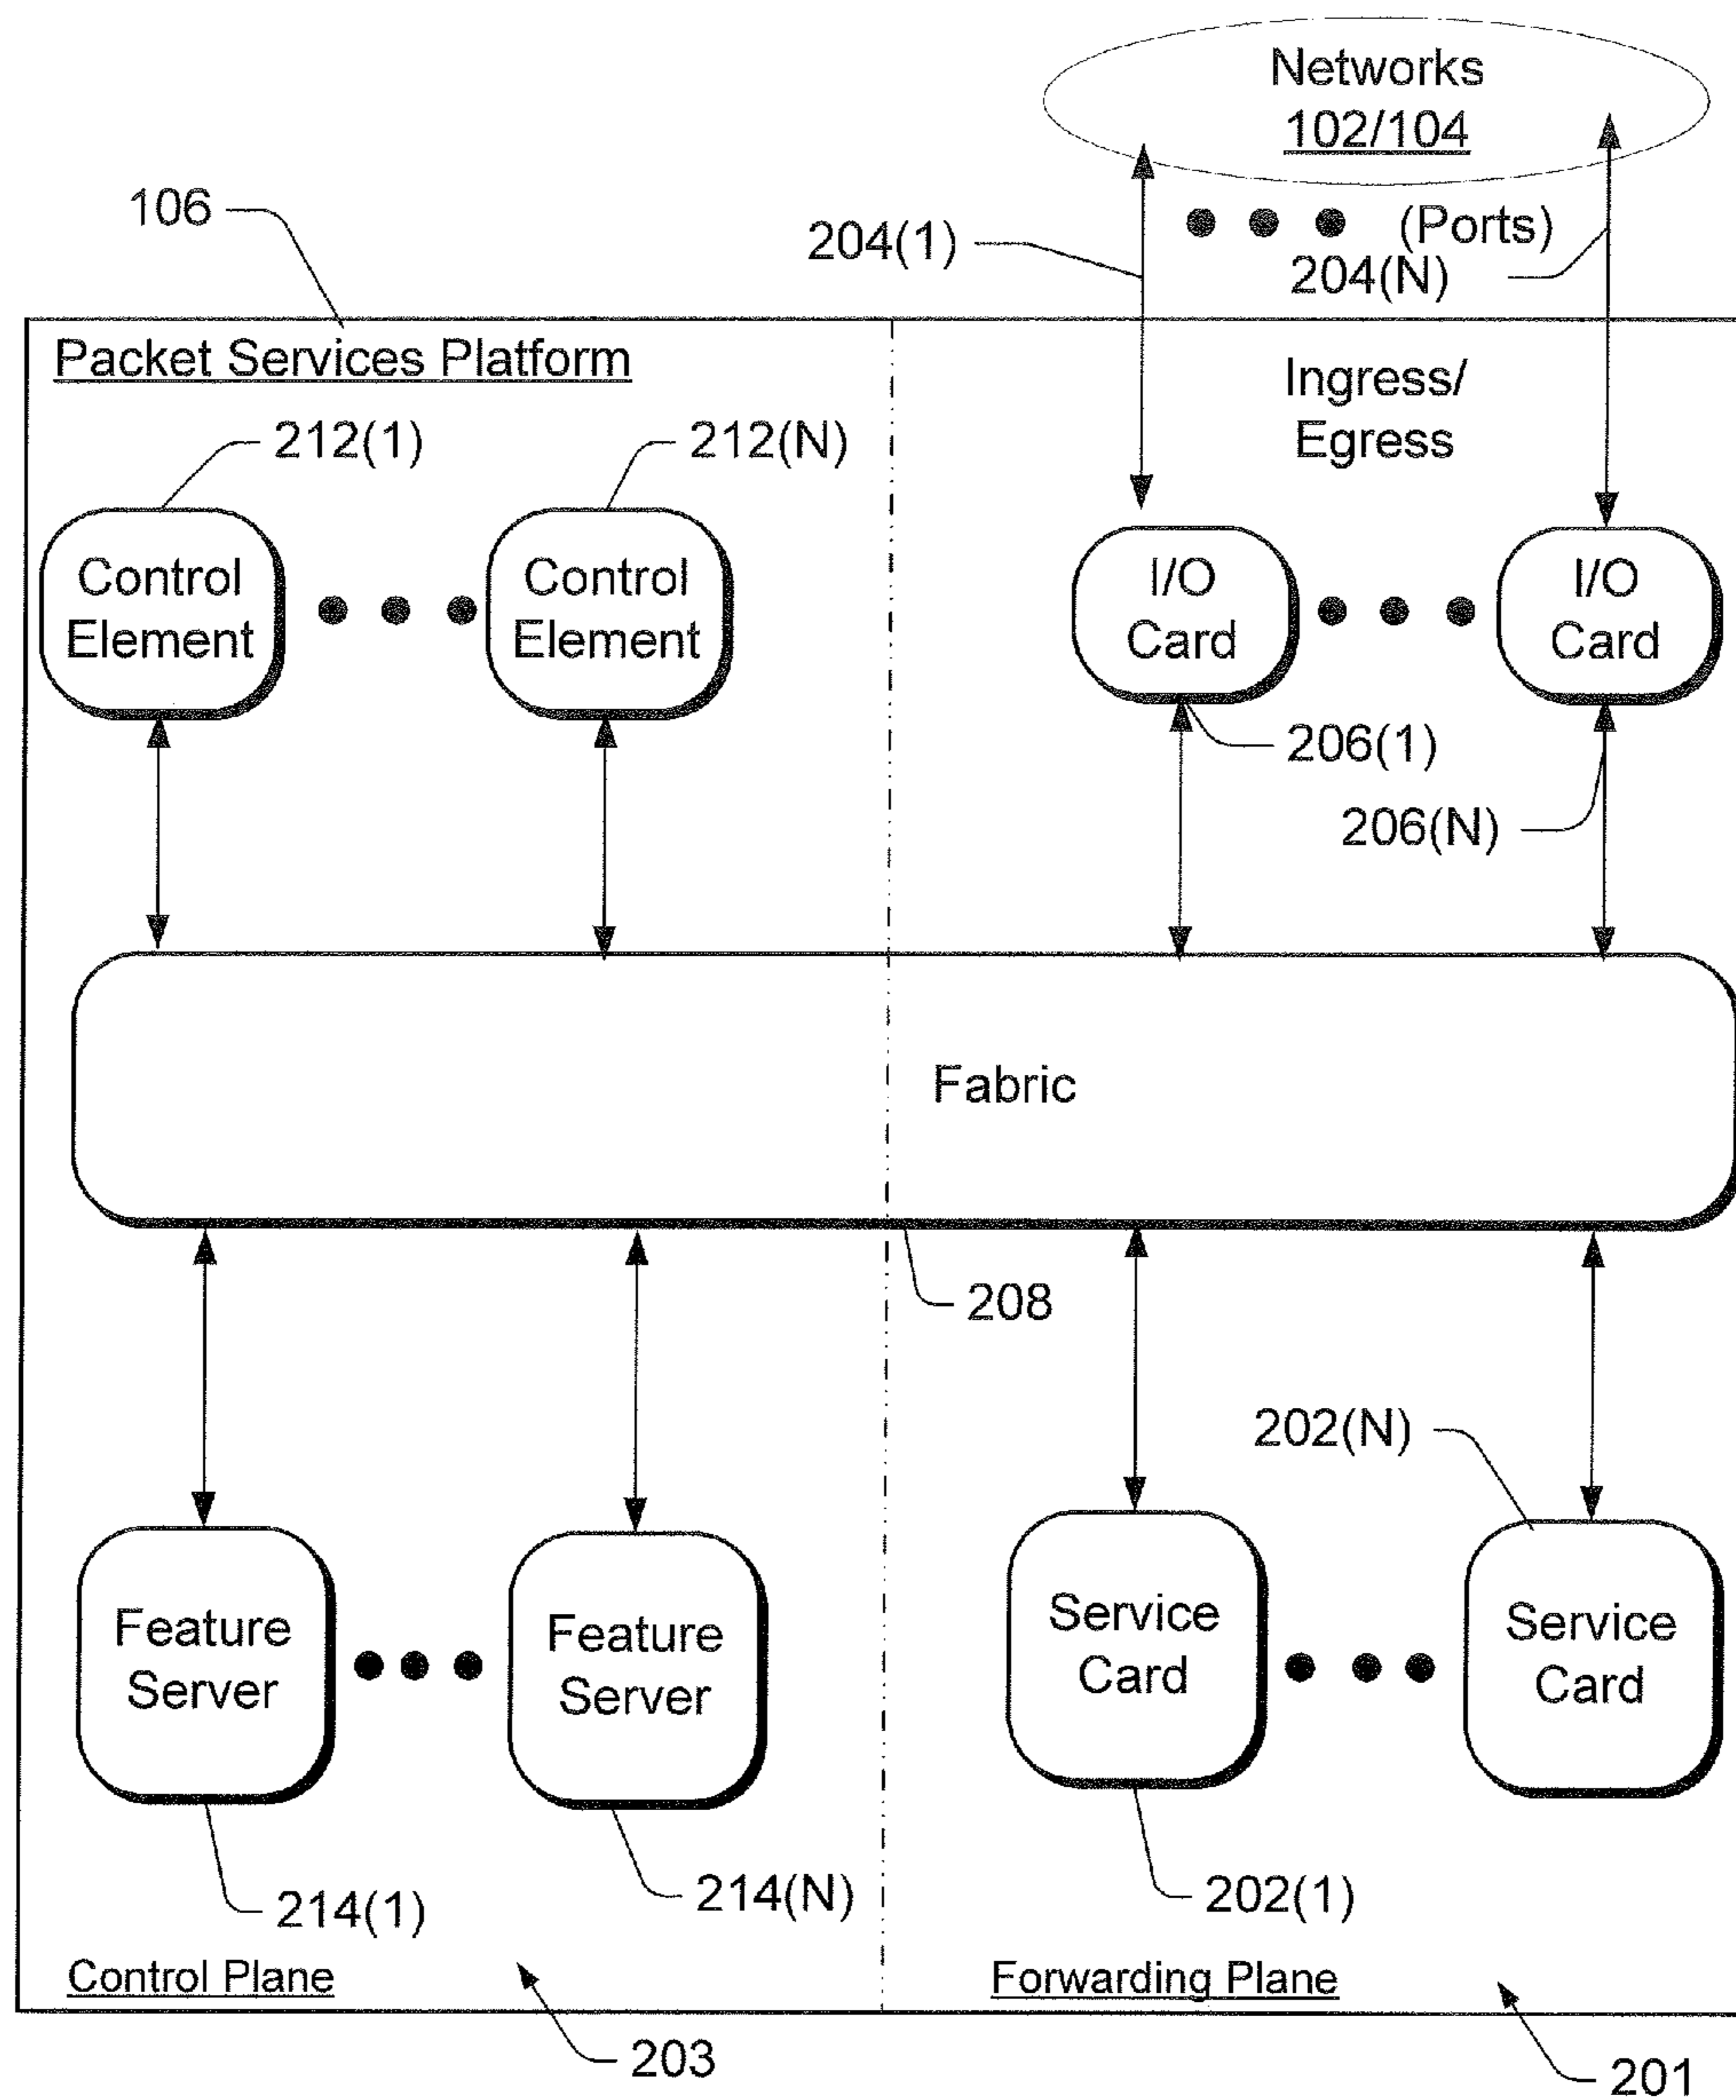 Networks
102/104
106
204(1)
(Ports)
204(N)
Packet Services Platform
Ingress/
Egress
212(1)
212(N)
Control
Element
Control
Element
I/O
Card
I/O
Card
206(1)
206(N)
Fabric
208
202(N)
Feature
Server
Feature
Server
Service
Card
Service
Card
214(1)
214(N)
202(1)
Control Plane
Forwarding Plane
203
201